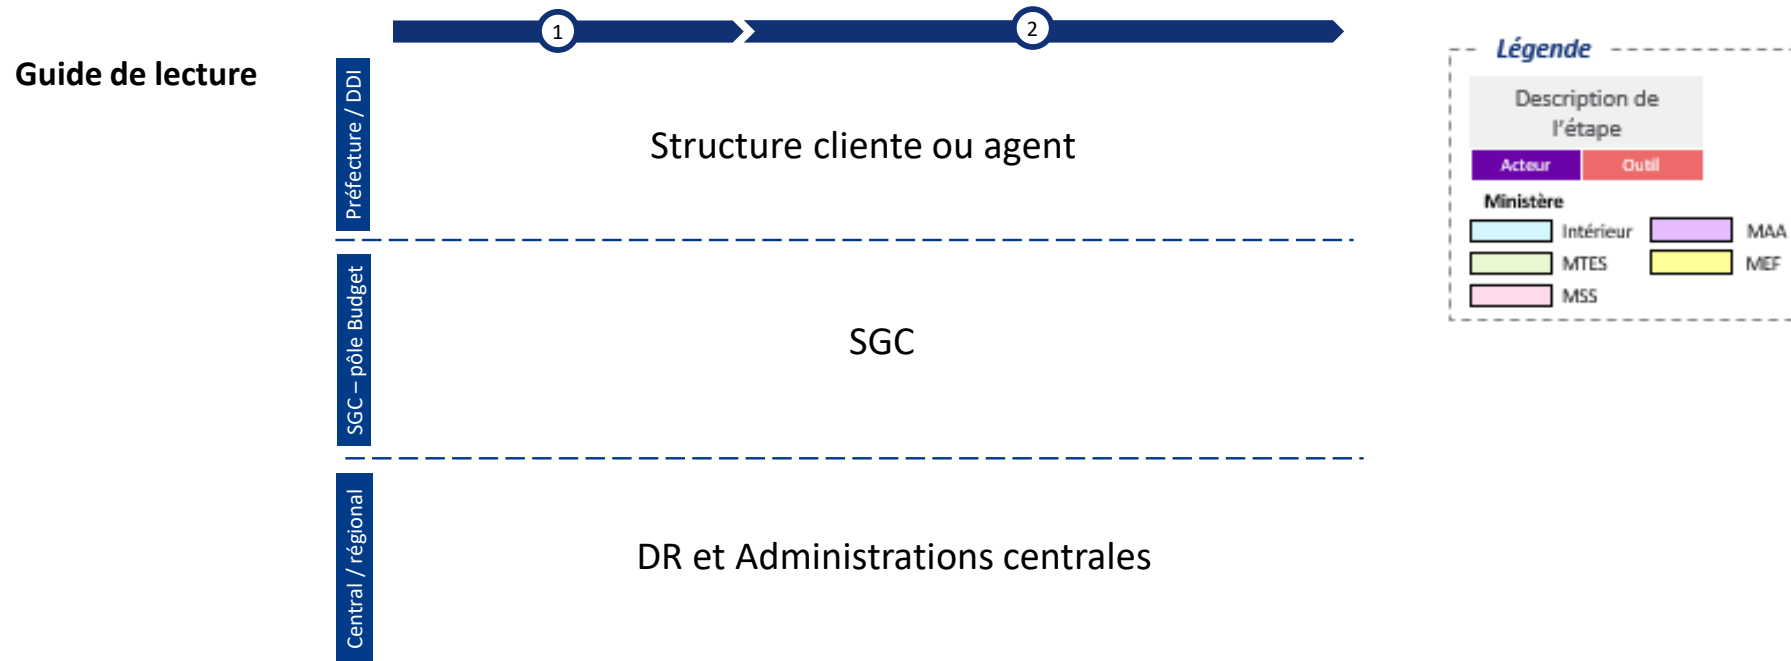 1
2
Guide de lecture
Préfecture / DDI
Structure cliente ou agent
SGC – pôle Budget
SGC
Central / régional
DR et Administrations centrales
Légende
Description de
l'étape
Acteur
Outil
Ministère
Intérieur
MAA
MTES
MEF
MSS